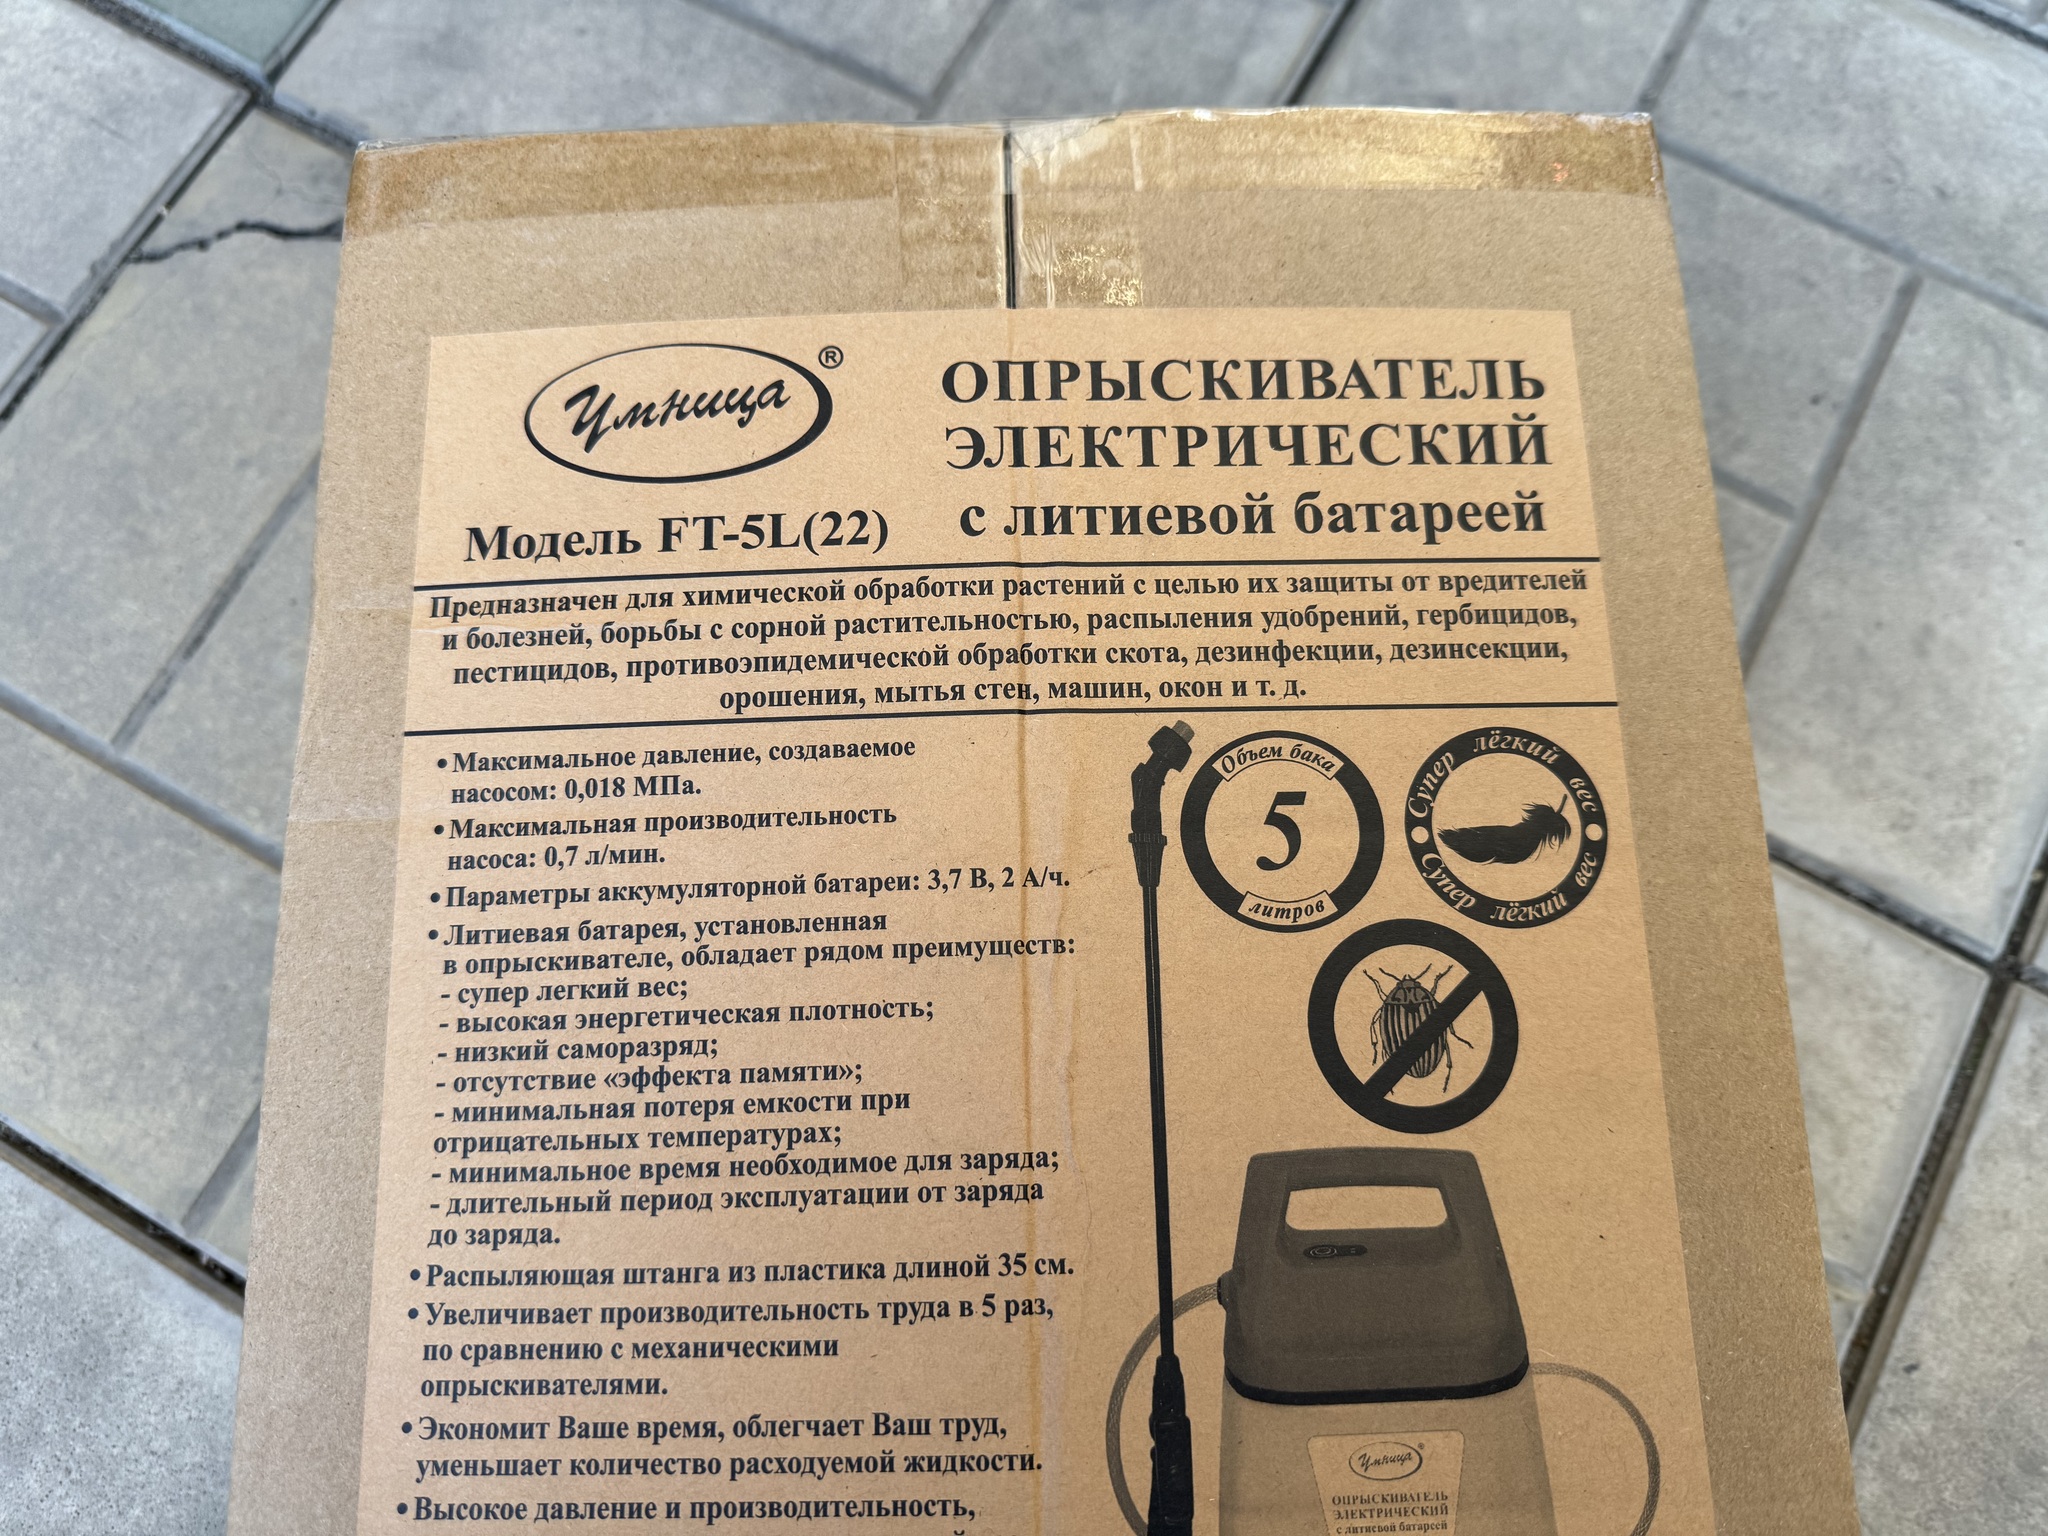 Умница®
ОПРЫСКИВАТЕЛЬ
ЭЛЕКТРИЧЕСКИЙ
с литиевой батареей
Модель FT-5L(22)
Предназначен для химической обработки растений с целью их защиты от вредителей
и болезней, борьбы с сорной растительностью, распыления удобрений, гербицидов,
пестицидов, противоэпидемической обработки скота, дезинфекции, дезинсекции,
орошения, мытья стен, машин, окон и т. д.
• Максимальное давление, создаваемое
насосом: 0,018 МПа.
• Максимальная производительность
насоса: 0,7 л/мин.
• Параметры аккумуляторной батареи: 3,7 В, 2 А/ч.
• Литиевая батарея, установленная
в опрыскивателе, обладает рядом преимуществ:
- супер легкий вес;
- высокая энергетическая плотность;
- низкий саморазряд;
- отсутствие «эффекта памяти»;
- минимальная потеря емкости при
отрицательных температурах;
- минимальное время необходимое для заряда;
- длительный период эксплуатации от заряда
до заряда.
• Распыляющая штанга из пластика длиной 35 см.
• Увеличивает производительность труда в 5 раз,
по сравнению с механическими
опрыскивателями.
• Экономит Ваше время, облегчает Ваш труд,
уменьшает количество расходуемой жидкости.
• Высокое давление и производительность,
Объем бака
5
литров
Супер лёгкий вес
Супер лёгкий вес
Умница®
ОПРЫСКИВАТЕЛЬ
ЭЛЕКТРИЧЕСКИЙ
с литиевой батареей